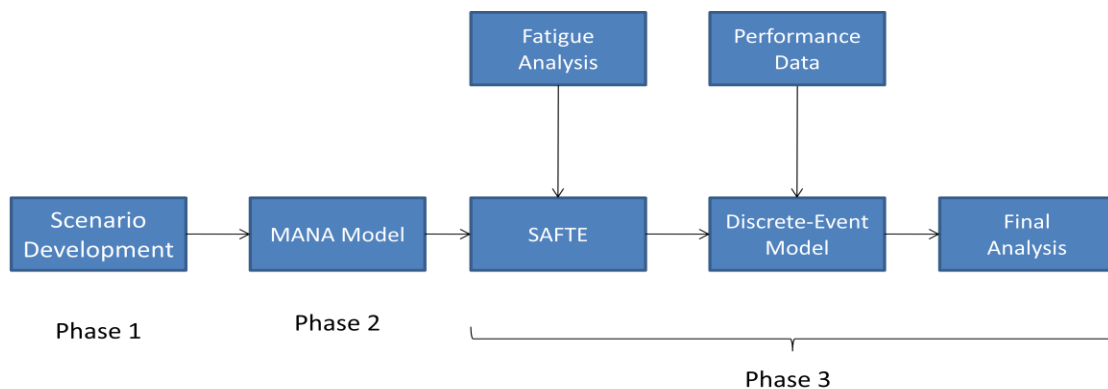 Fatigue
Analysis
Performance
Data
Scenario
Development
MANA Model
SAFTE
Discrete-Event
Model
Final
Analysis
Phase 1
Phase 2
Phase 3